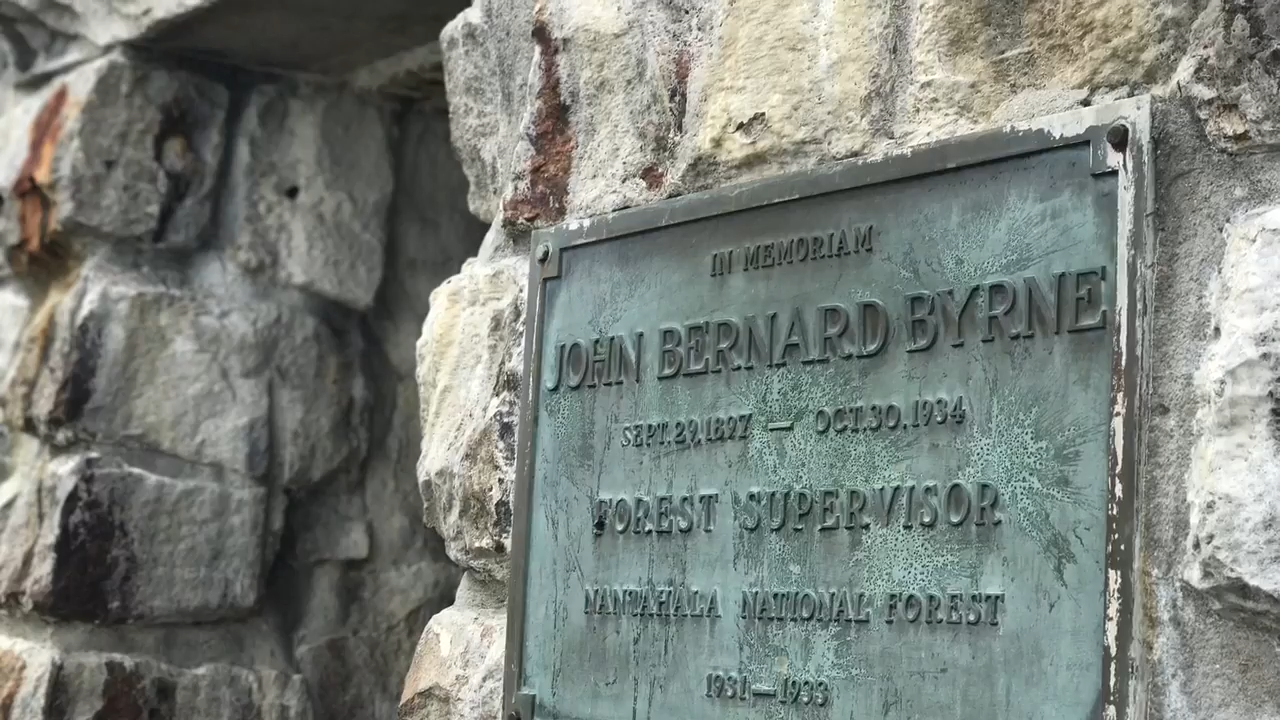 IN MEMORIAM
JOHN BERNARD BYRNE
SEPT. 29, 1897 — OCT. 30, 1934
FOREST SUPERVISOR
NANTAHALA NATIONAL FOREST
1931 — 1933